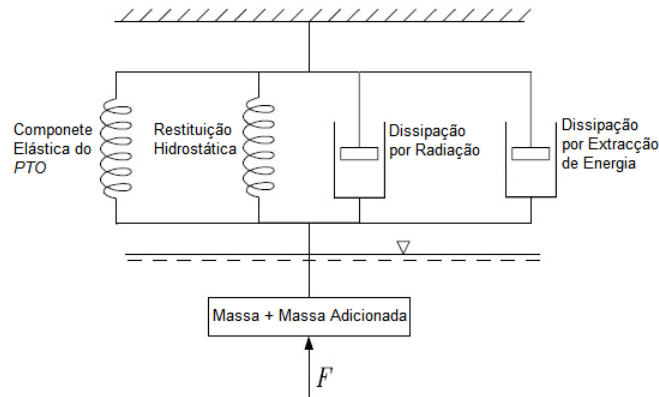 Componete
Elástica do
PTO
Restituição
Hidrostática
Dissipação
por Radiação
Dissipação
por Extracção
de Energia
Massa + Massa Adicionada
F